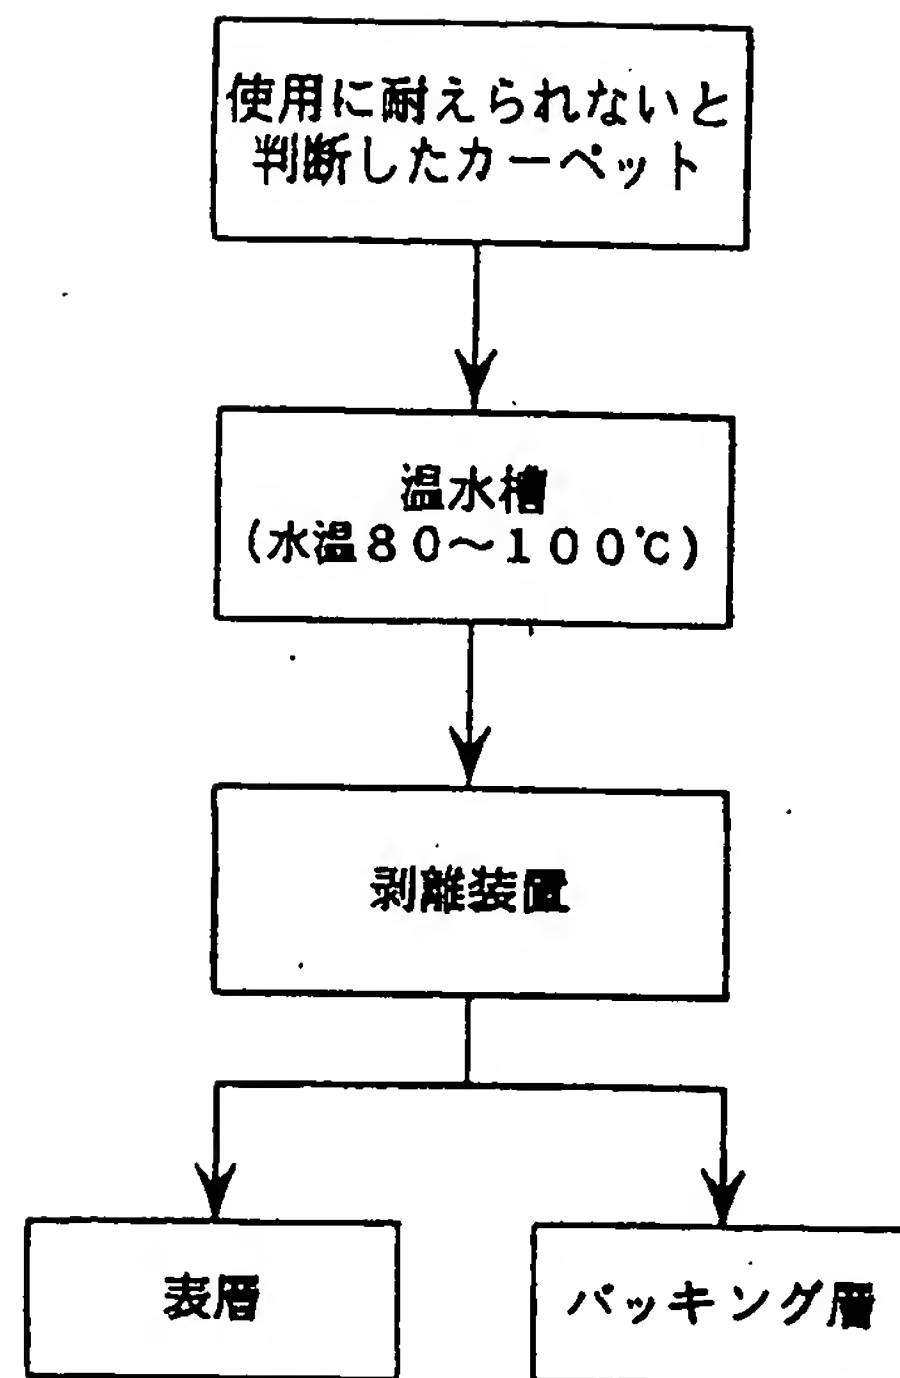 使用に耐えられないと
判断したカーペット
温水槽
(水温80〜100℃)
剥離装置
表層
バッキング層